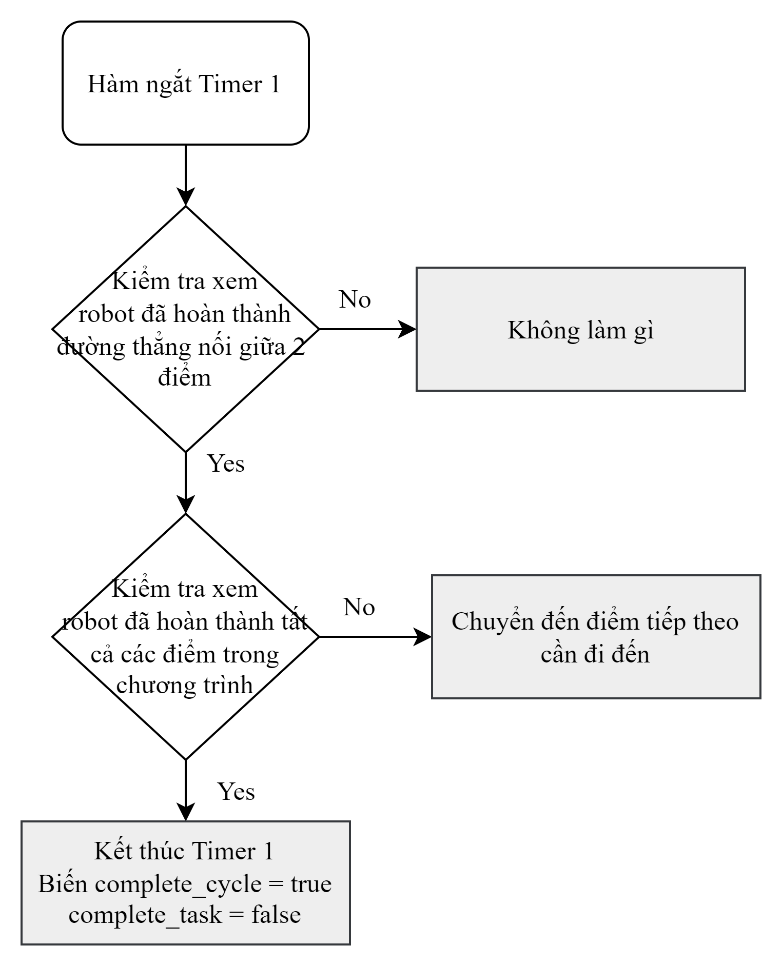 Hàm ngắt Timer 1
Kiểm tra xem
robot đã hoàn thành
đường thẳng nối giữa 2
điểm
No
Không làm gì
Yes
Kiểm tra xem
robot đã hoàn thành tất
cả các điểm trong
chương trình
No
Chuyển đến điểm tiếp theo
cần đi đến
Yes
Kết thúc Timer 1
Biến complete_cycle = true
complete_task = false